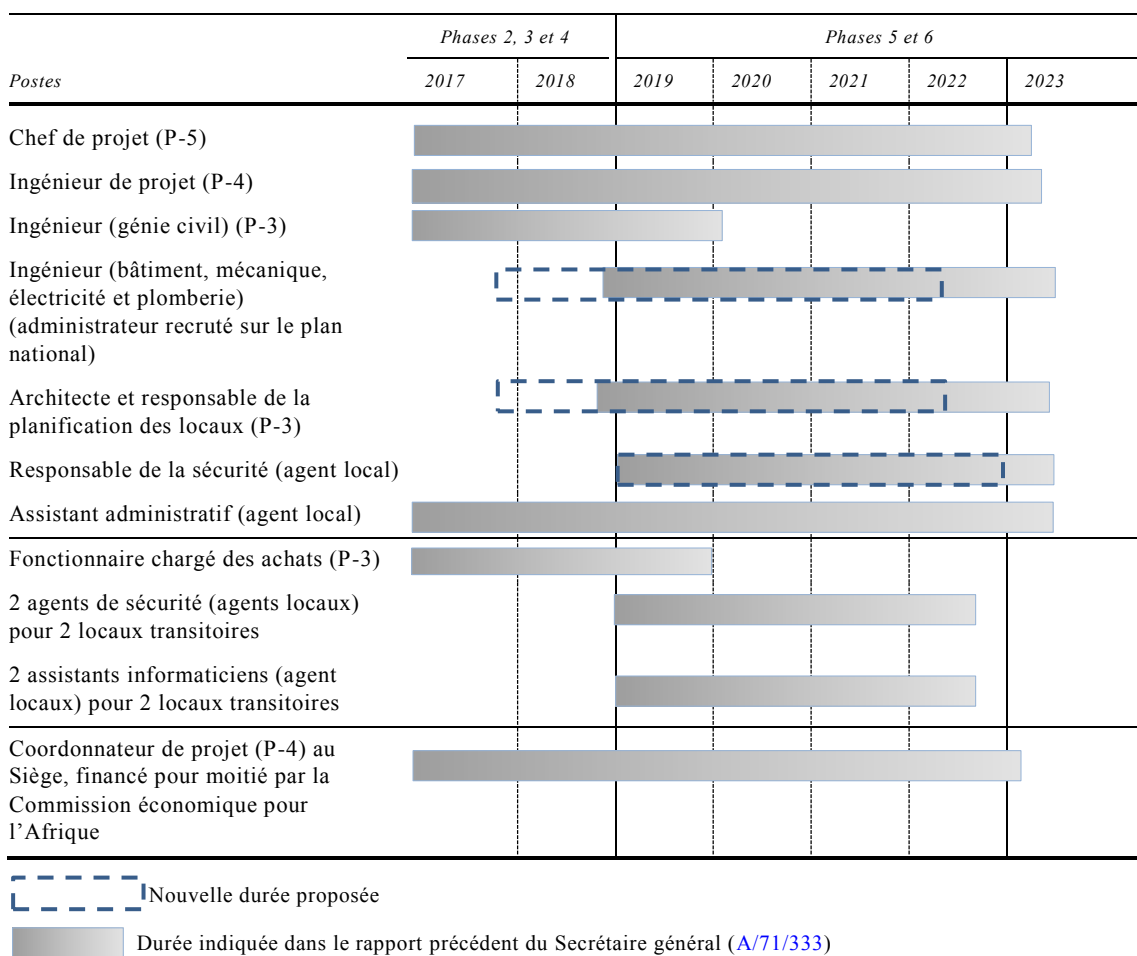 Phases 2, 3 et 4
Phases 5 et 6
Postes
2017
2018
2019
2020
2021
2022
2023
Chef de projet (P-5)
Ingénieur de projet (P-4)
Ingénieur (génie civil) (P-3)
Ingénieur (bâtiment, mécanique,
électricité et plomberie)
(administrateur recruté sur le plan
national)
Architecte et responsable de la
planification des locaux (P-3)
Responsable de la sécurité (agent local)
Assistant administratif (agent local)
Fonctionnaire chargé des achats (P-3)
2 agents de sécurité (agents locaux)
pour 2 locaux transitoires
2 assistants informaticiens (agent
locaux) pour 2 locaux transitoires
Coordonnateur de projet (P-4) au
Siège, financé pour moitié par la
Commission économique pour
l’Afrique
Nouvelle durée proposée
Durée indiquée dans le rapport précédent du Secrétaire général (A/71/333)